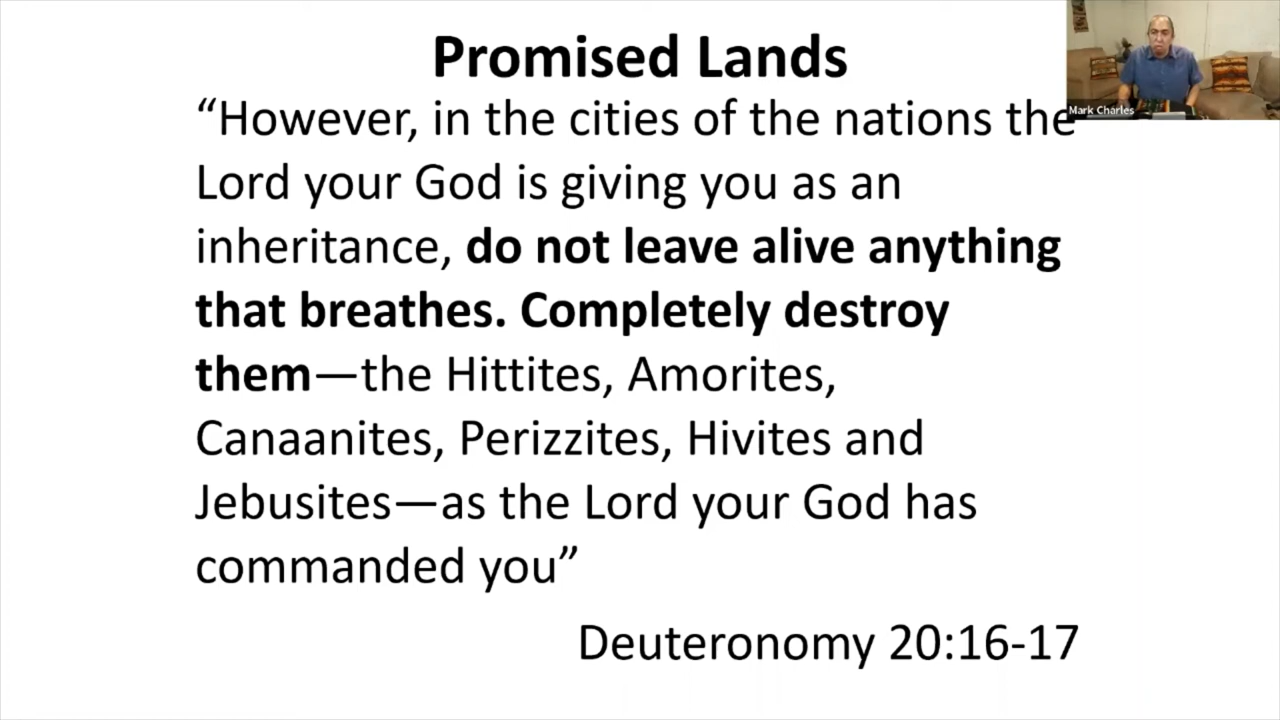 Promised Lands
“However, in the cities of the nations the
Lord your God is giving you as an
inheritance, do not leave alive anything
that breathes. Completely destroy
them—the Hittites, Amorites,
Canaanites, Perizzites, Hivites and
Jebusites—as the Lord your God has
commanded you”
Deuteronomy 20:16-17
Mark Charles